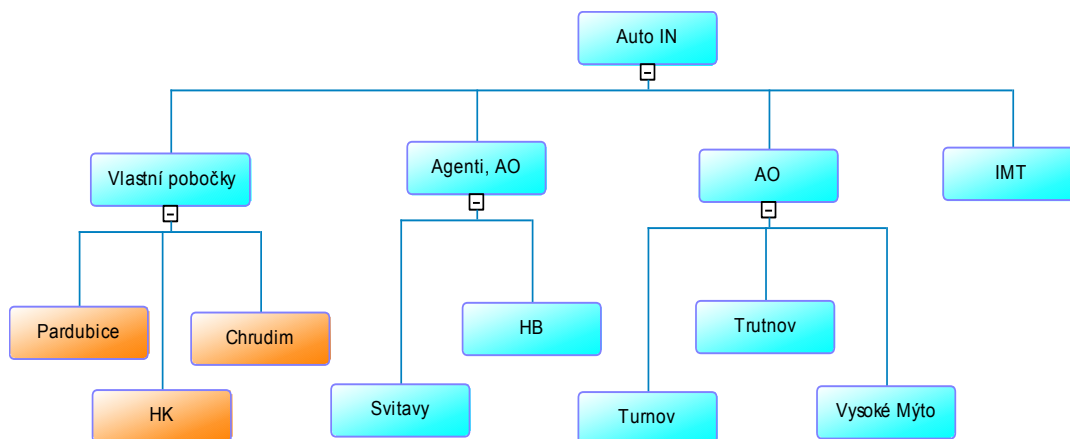 Auto IN
Vlastní pobočky
Agenti, AO
AO
IMT
Pardubice
HK
Chrudim
Svitavy
HB
Turnov
Trutnov
Vysoké Mýto